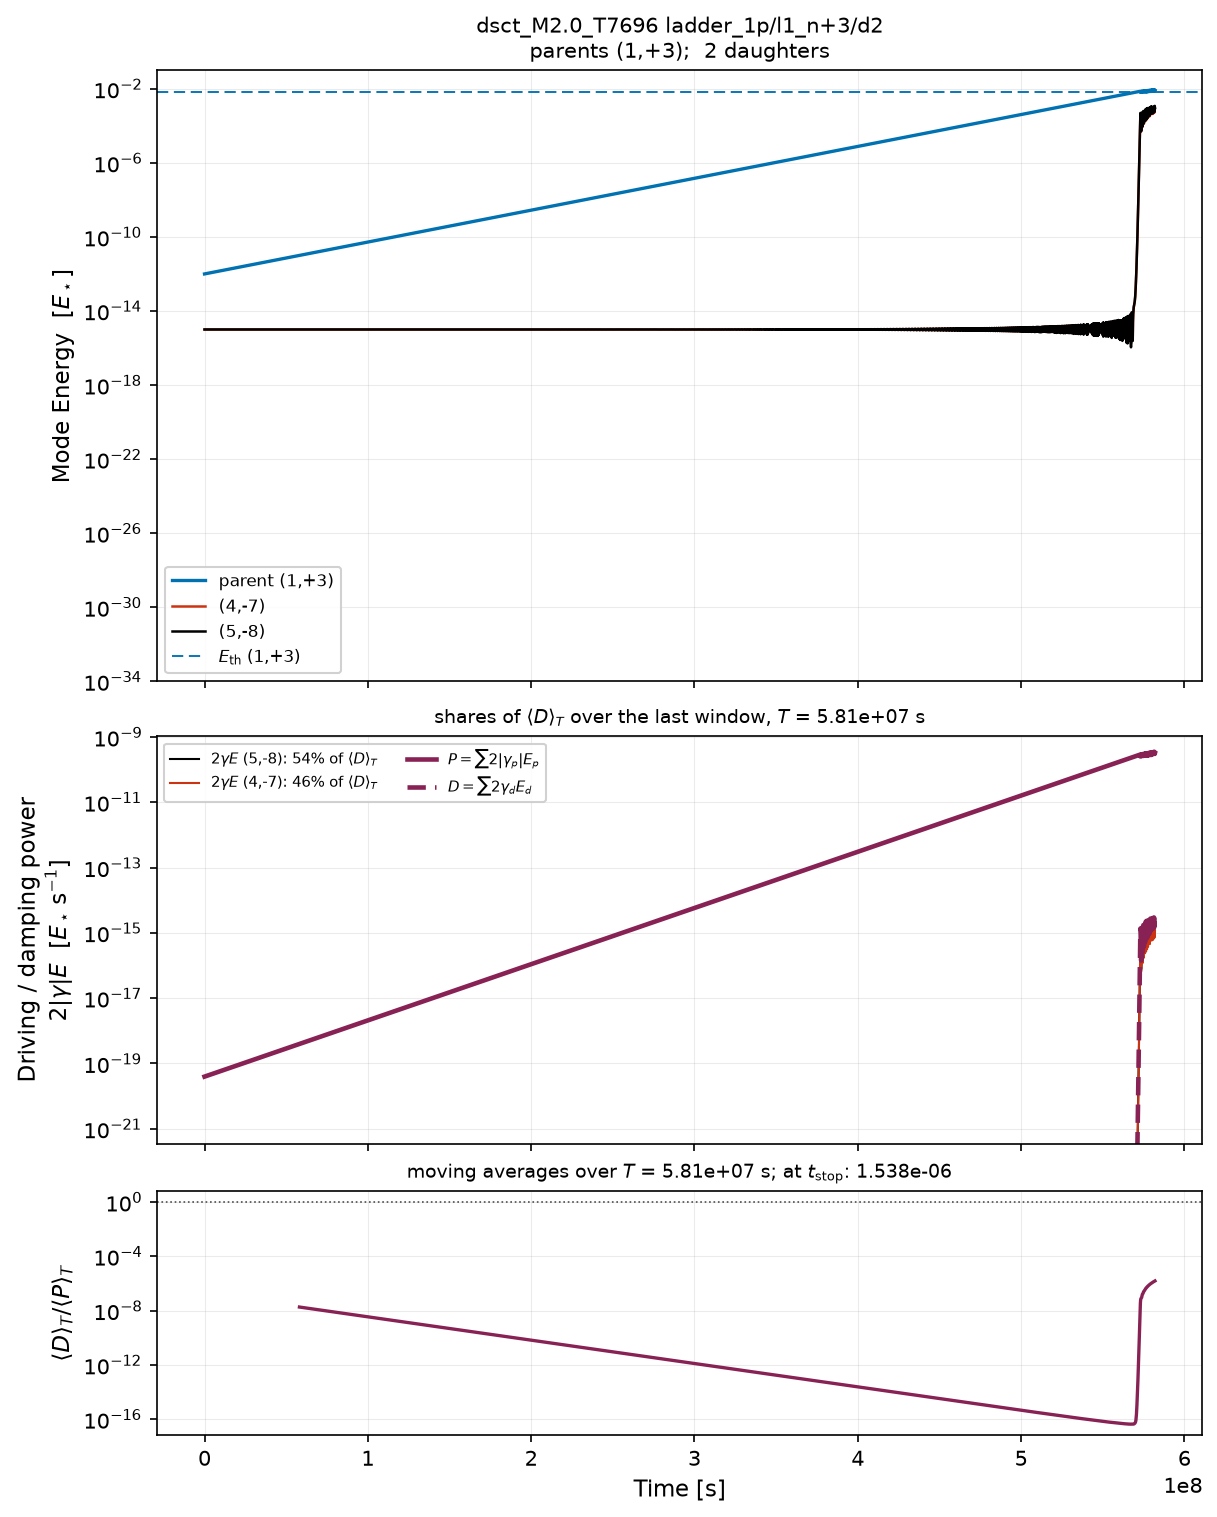 dsct_M2.0_T7696 ladder_1p/l1_n+3/d2
parents (1,+3);  2 daughters
Mode Energy [E⋆]
10⁻²
10⁻⁶
10⁻¹⁰
10⁻¹⁴
10⁻¹⁸
10⁻²²
10⁻²⁶
10⁻³⁰
10⁻³⁴
parent (1,+3)
(4,-7)
(5,-8)
E_th (1,+3)
shares of ⟨D⟩_T over the last window, T = 5.81e+07 s
Driving / damping power
2|γ|E [E⋆ s⁻¹]
10⁻⁹
10⁻¹¹
10⁻¹³
10⁻¹⁵
10⁻¹⁷
10⁻¹⁹
10⁻²¹
2γE (5,-8): 54% of ⟨D⟩_T
2γE (4,-7): 46% of ⟨D⟩_T
P = ∑2|γ_p|E_p
D = ∑2γ_dE_d
moving averages over T = 5.81e+07 s; at t_stop: 1.538e-06
⟨D⟩_T/⟨P⟩_T
10⁰
10⁻⁴
10⁻⁸
10⁻¹²
10⁻¹⁶
0 1 2 3 4 5 6
1e8
Time [s]